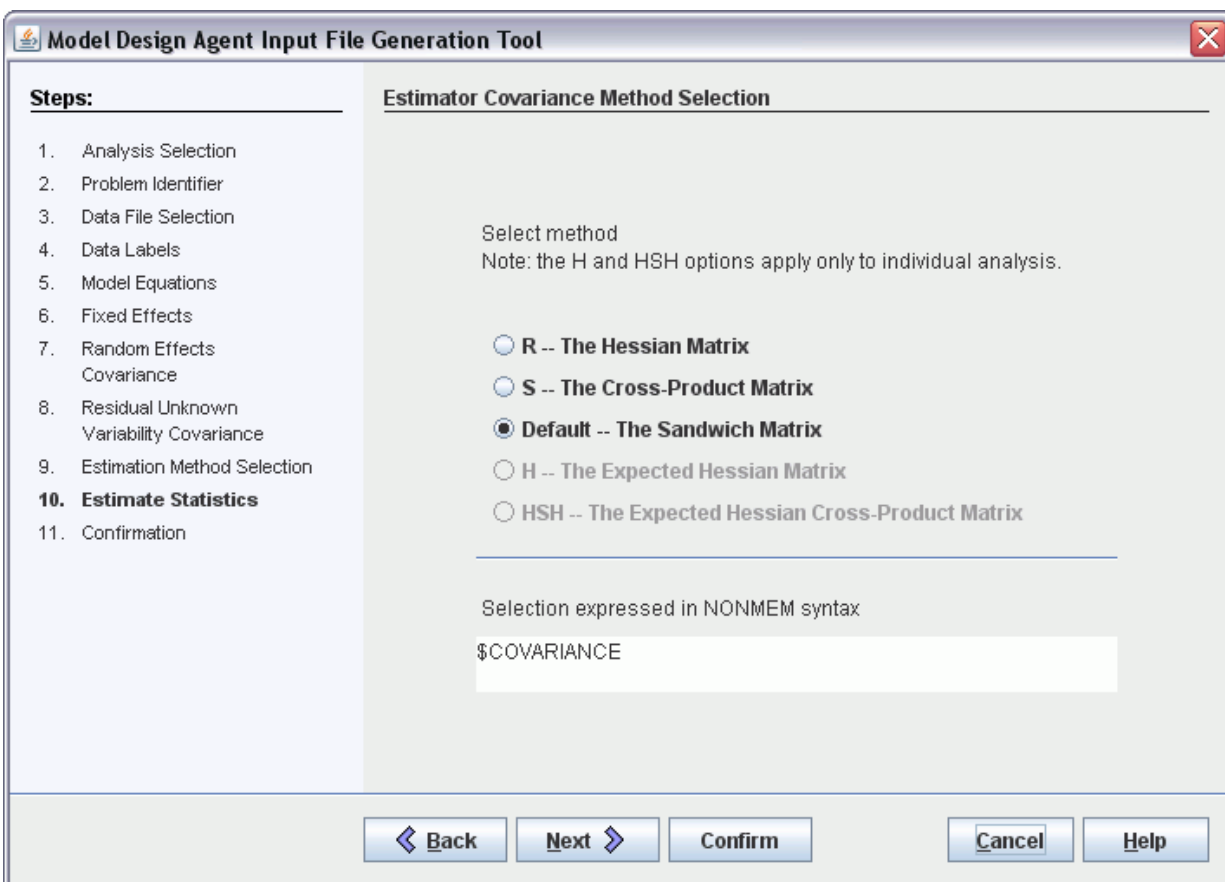 Model Design Agent Input File Generation Tool
Steps:
1. Analysis Selection
2. Problem Identifier
3. Data File Selection
4. Data Labels
5. Model Equations
6. Fixed Effects
7. Random Effects
Covariance
8. Residual Unknown
Variability Covariance
9. Estimation Method Selection
10. Estimate Statistics
11. Confirmation
Estimator Covariance Method Selection
Select method
Note: the H and HSH options apply only to individual analysis.
R -- The Hessian Matrix
S -- The Cross-Product Matrix
Default -- The Sandwich Matrix
H -- The Expected Hessian Matrix
HSH -- The Expected Hessian Cross-Product Matrix
Selection expressed in NONMEM syntax
$COVARIANCE
Back Next Confirm Cancel Help